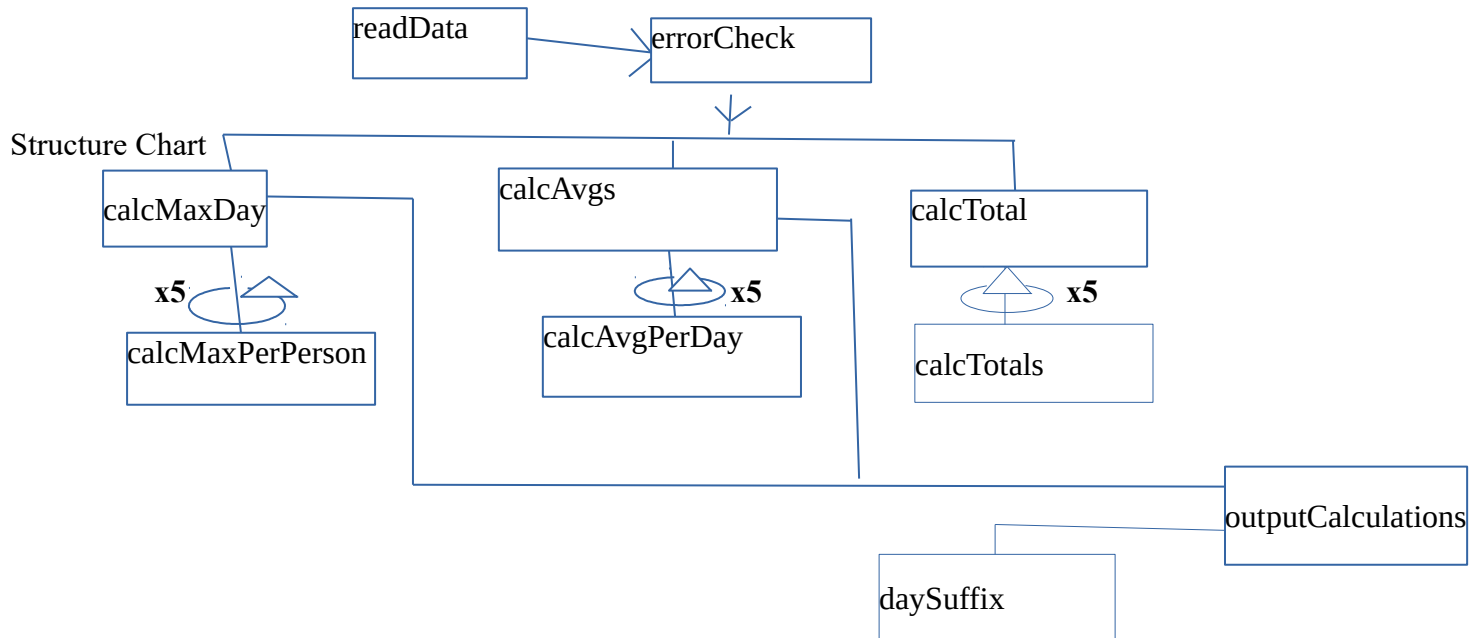 readData
errorCheck
Structure Chart
calcMaxDay
calcAvgs
calcTotal
x5
x5
x5
calcMaxPerPerson
calcAvgPerDay
calcTotals
outputCalculations
daySuffix